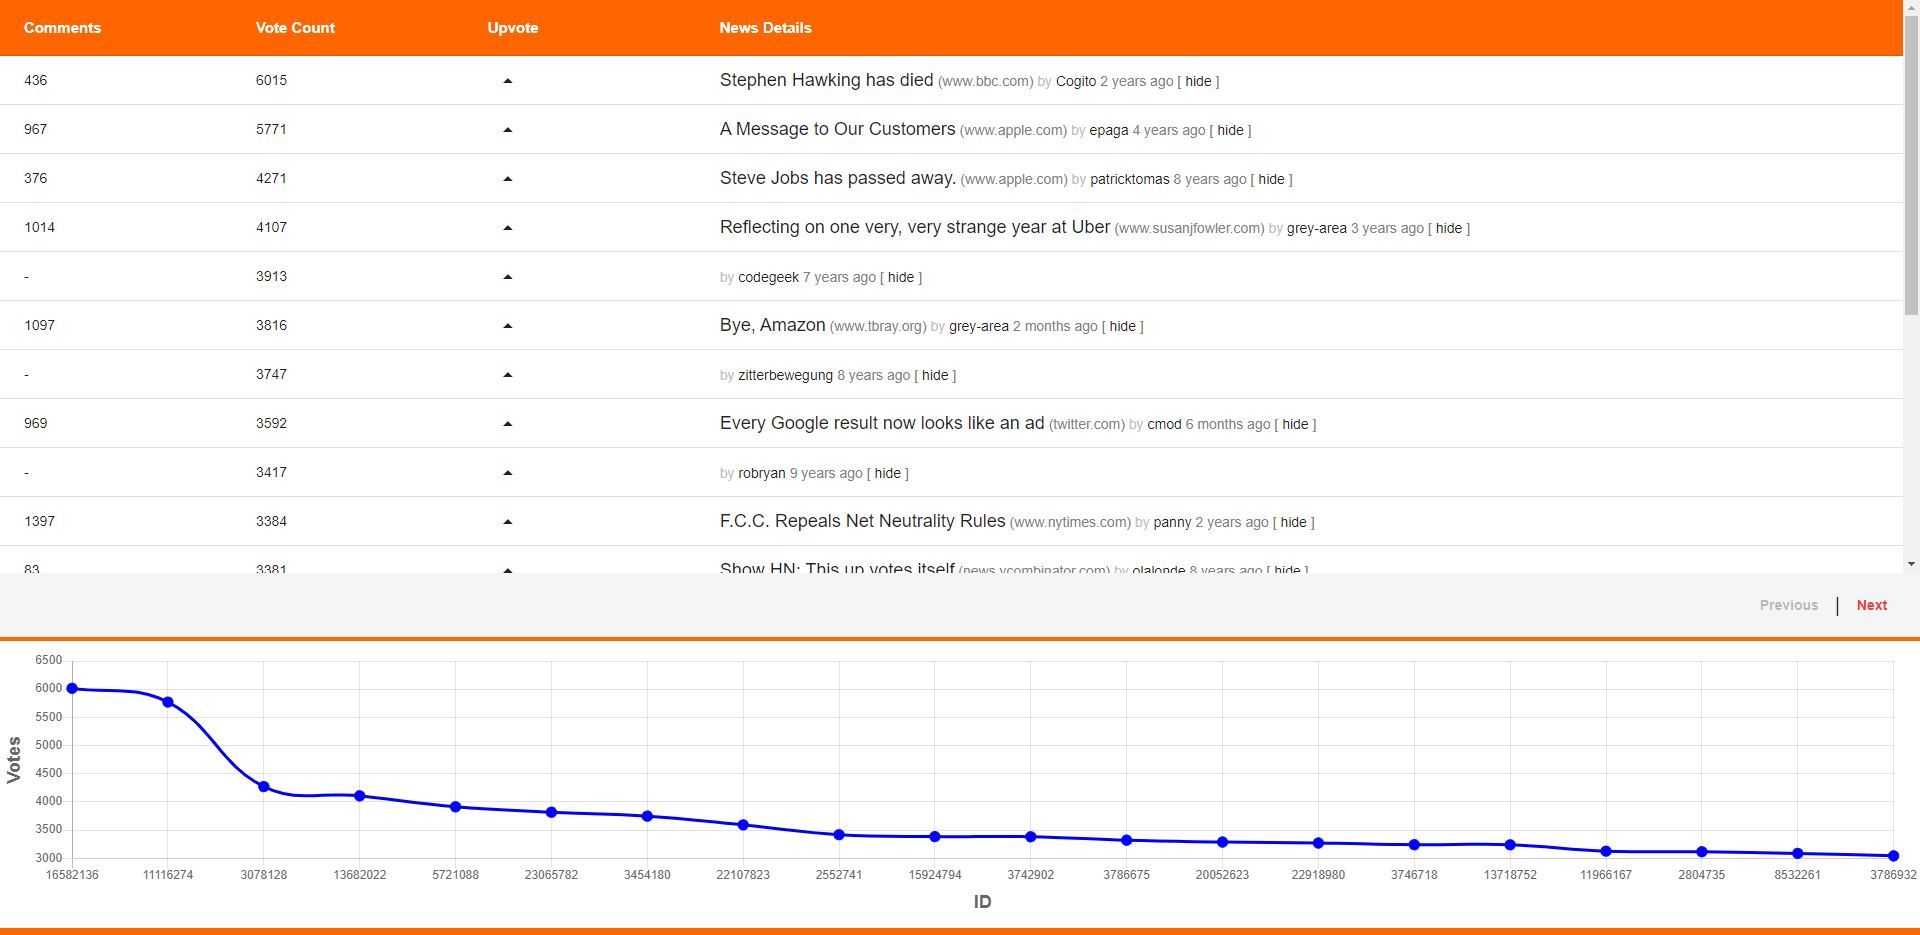 Comments Vote Count Upvote News Details
436 6015 Stephen Hawking has died (www.bbc.com) by Cogito 2 years ago [ hide ]
967 5771 A Message to Our Customers (www.apple.com) by epaga 4 years ago [ hide ]
376 4271 Steve Jobs has passed away. (www.apple.com) by patricktomas 8 years ago [ hide ]
1014 4107 Reflecting on one very, very strange year at Uber (www.susanjfowler.com) by grey-area 3 years ago [ hide ]
- 3913 by codegeek 7 years ago [ hide ]
1097 3816 Bye, Amazon (www.tbray.org) by grey-area 2 months ago [ hide ]
- 3747 by zitterbewegung 8 years ago [ hide ]
969 3592 Every Google result now looks like an ad (twitter.com) by cmod 6 months ago [ hide ]
- 3417 by robryan 9 years ago [ hide ]
1397 3384 F.C.C. Repeals Net Neutrality Rules (www.nytimes.com) by panny 2 years ago [ hide ]
83 3381 Show HN: This up votes itself (news.ycombinator.com) by olalonde 8 years ago [ hide ]
Previous | Next
Votes
6500
6000
5500
5000
4500
4000
3500
3000
16582136 11116274 3078128 13682022 5721088 23065782 3454180 22107823 2552741 15924794 3742902 3786675 20052623 22918980 3746718 13718752 11966167 2804735 8532261 3786932
ID